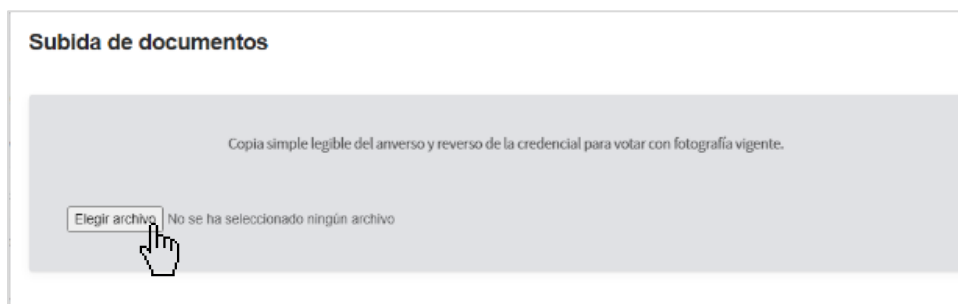 Subida de documentos
Copia simple legible del anverso y reverso de la credencial para votar con fotografía vigente.
Elegir archivo No se ha seleccionado ningún archivo